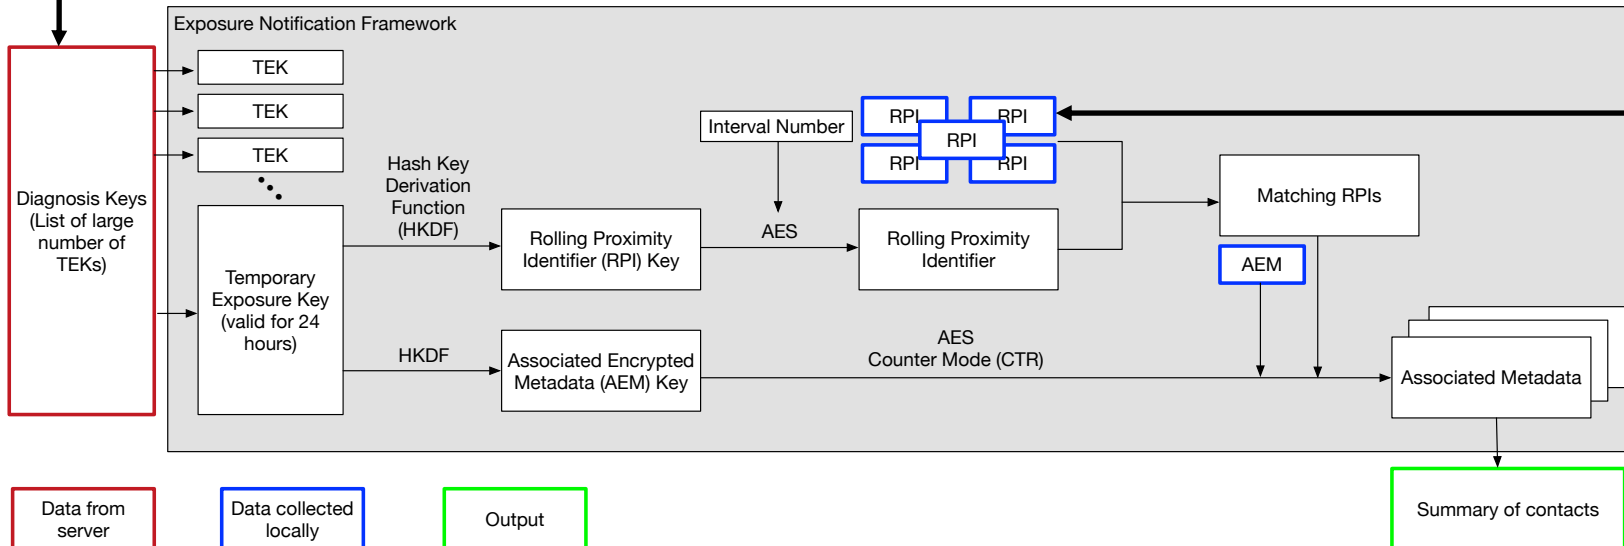 Exposure Notification Framework
Diagnosis Keys
(List of large
number of
TEKs)
TEK
TEK
TEK
Temporary
Exposure Key
(valid for 24
hours)
Hash Key
Derivation
Function
(HKDF)
HKDF
Rolling Proximity
Identifier (RPI) Key
Associated Encrypted
Metadata (AEM) Key
Interval Number
AES
RPI
RPI
RPI
RPI
RPI
Rolling Proximity
Identifier
AES
Counter Mode (CTR)
Matching RPIs
AEM
Associated Metadata
Data from
server
Data collected
locally
Output
Summary of contacts